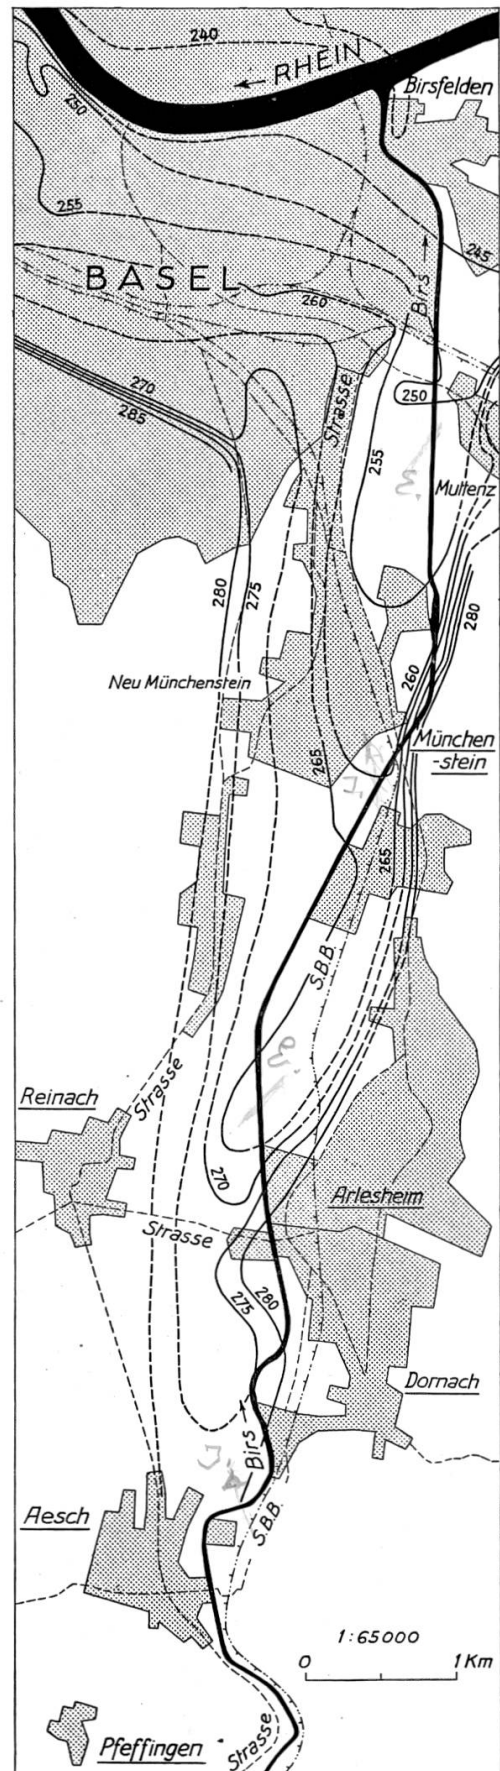 240
RHEIN
250
Birsfelden
255
245
BASEL
Birs
260
270
285
Strasse
250
255
Muttenz
280
275
280
Neu Münchenstein
260
265
München
-stein
265
S.B.B.
Strasse
Reinach
270
Arlesheim
Strasse
275
280
Dornach
Birs
Aesch
S.B.B.
1:65000
0 1 Km
Pfeffingen
Strasse